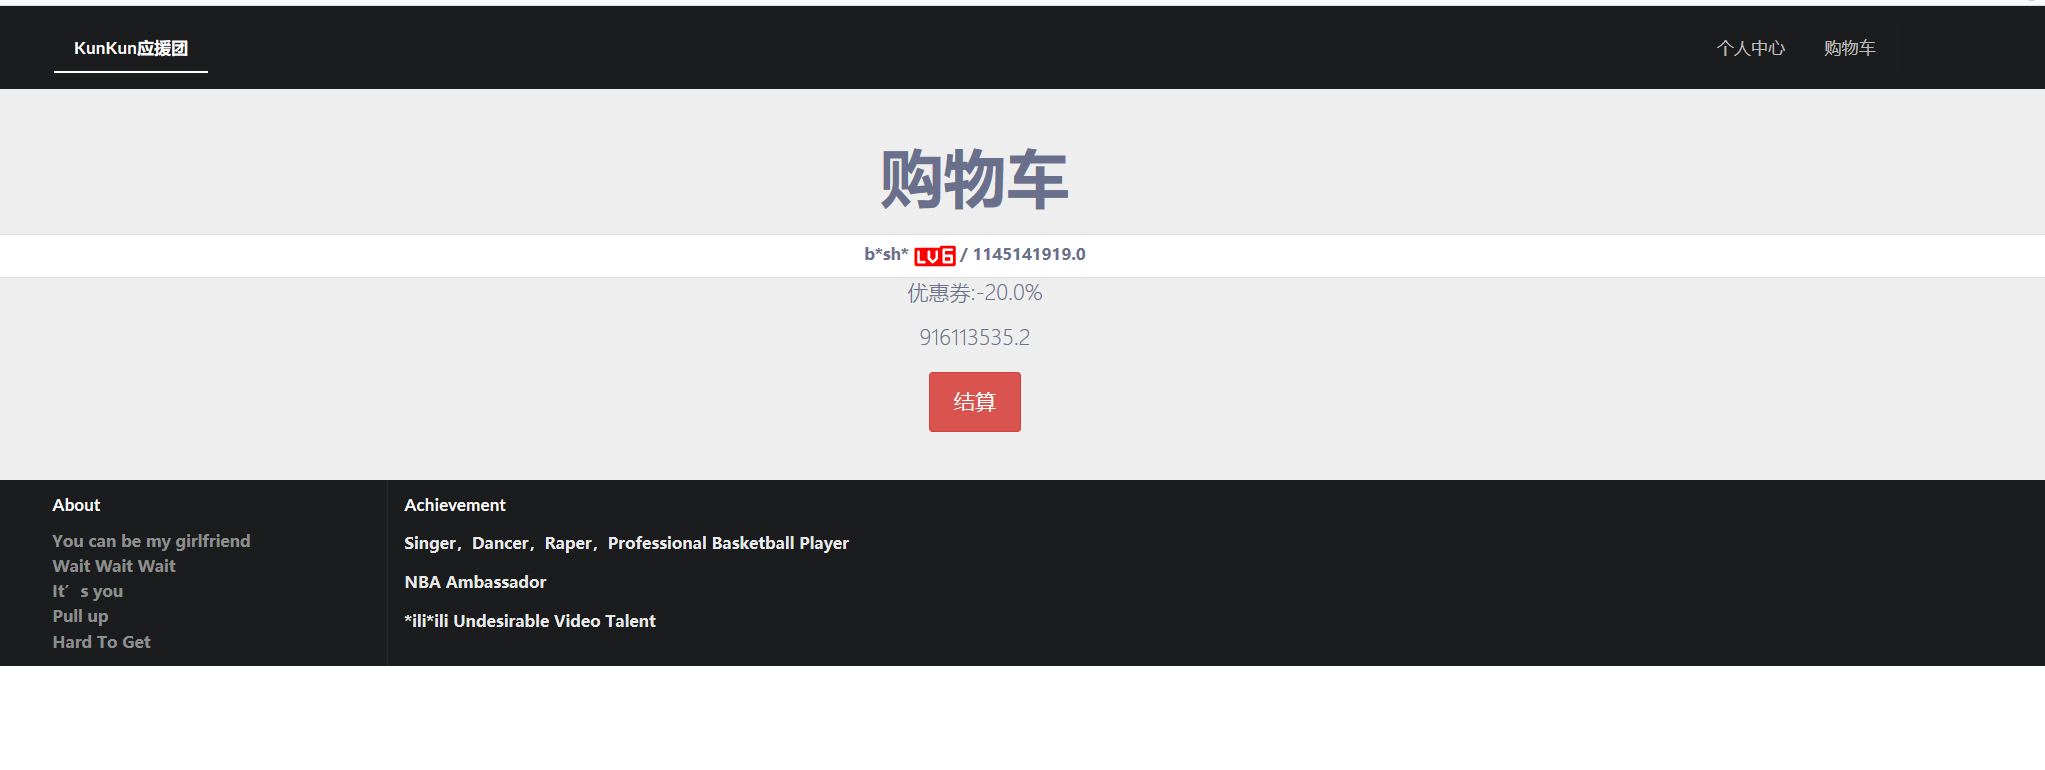 KunKun应援团
个人中心 购物车
购物车
b*sh* LV6 / 1145141919.0
优惠券:-20.0%
916113535.2
结算
About
You can be my girlfriend
Wait Wait Wait
It′s you
Pull up
Hard To Get
Achievement
Singer，Dancer，Raper，Professional Basketball Player
NBA Ambassador
*ili*ili Undesirable Video Talent